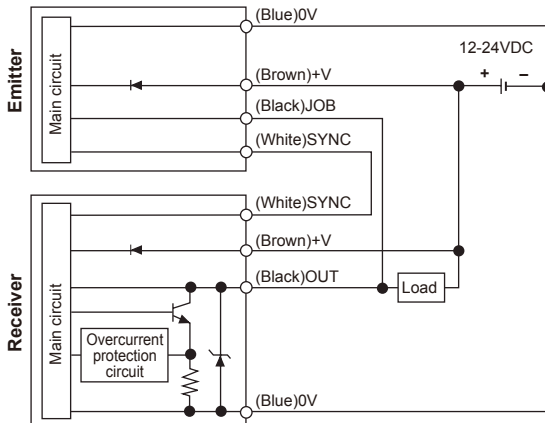 (Blue)0V
12-24VDC
+ −
Emitter
Main circuit
(Brown)+V
(Black)JOB
(White)SYNC
(White)SYNC
(Brown)+V
(Black)OUT
Load
Receiver
Main circuit
Overcurrent
protection
circuit
(Blue)0V